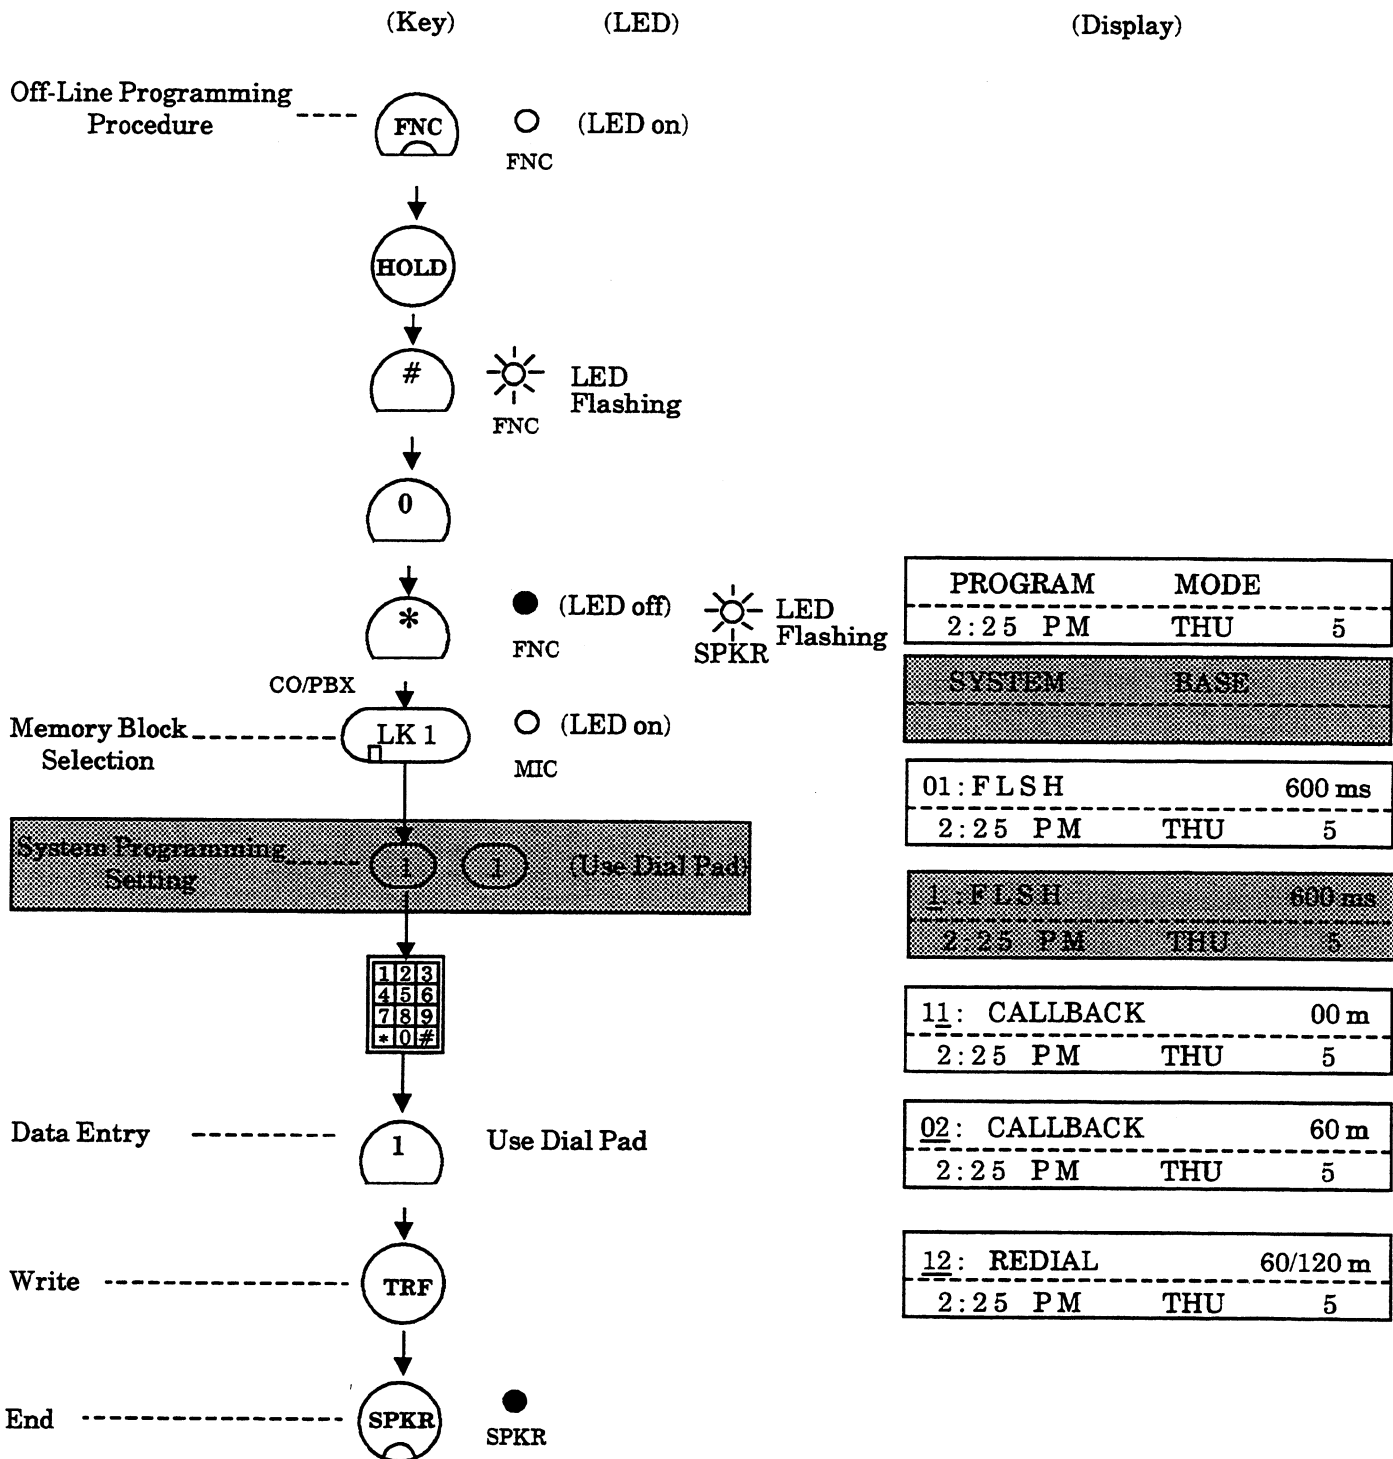 (Key) (LED) (Display)
Off-Line Programming
Procedure ---- FNC (LED on)
FNC
HOLD
# LED
Flashing
FNC
0
PROGRAM MODE
* (LED off) LED
Flashing
FNC SPKR
2:25 PM THU 5
CO/PBX
SYSTEM BASE
Memory Block
Selection LK 1 (LED on)
MIC
01:FLSH 600 ms
2:25 PM THU 5
System Programming
Setting 1 1 (Use Dial Pad)
1.:FLSH 600 ms
2:25 PM THU 5
1 2 3
4 5 6
7 8 9
* 0 #
11: CALLBACK 00 m
2:25 PM THU 5
Data Entry 1 Use Dial Pad
02: CALLBACK 60 m
2:25 PM THU 5
Write TRF
12: REDIAL 60/120 m
2:25 PM THU 5
End SPKR
SPKR